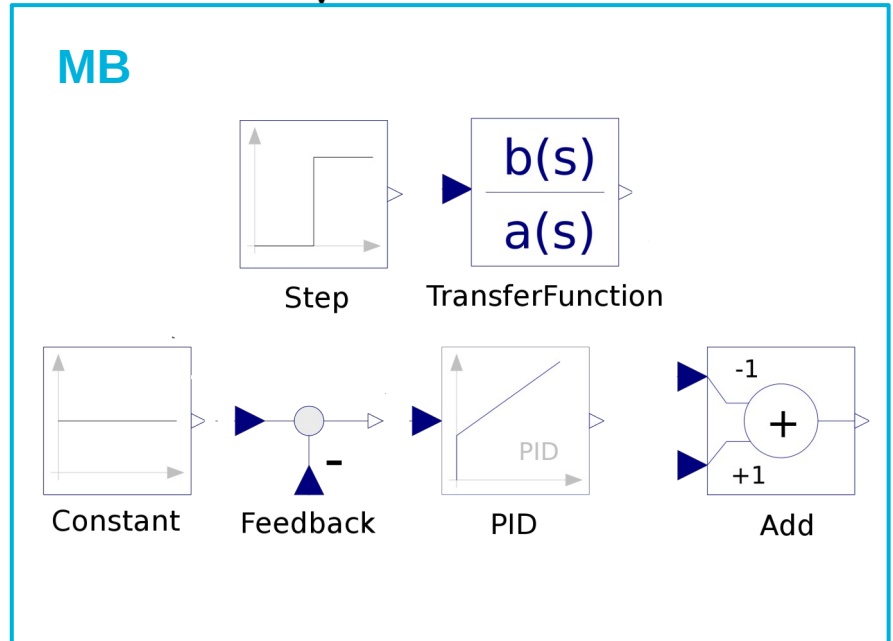 MB
b(s)
a(s)
Step
TransferFunction
-1
+
+1
-
PID
Constant
Feedback
PID
Add